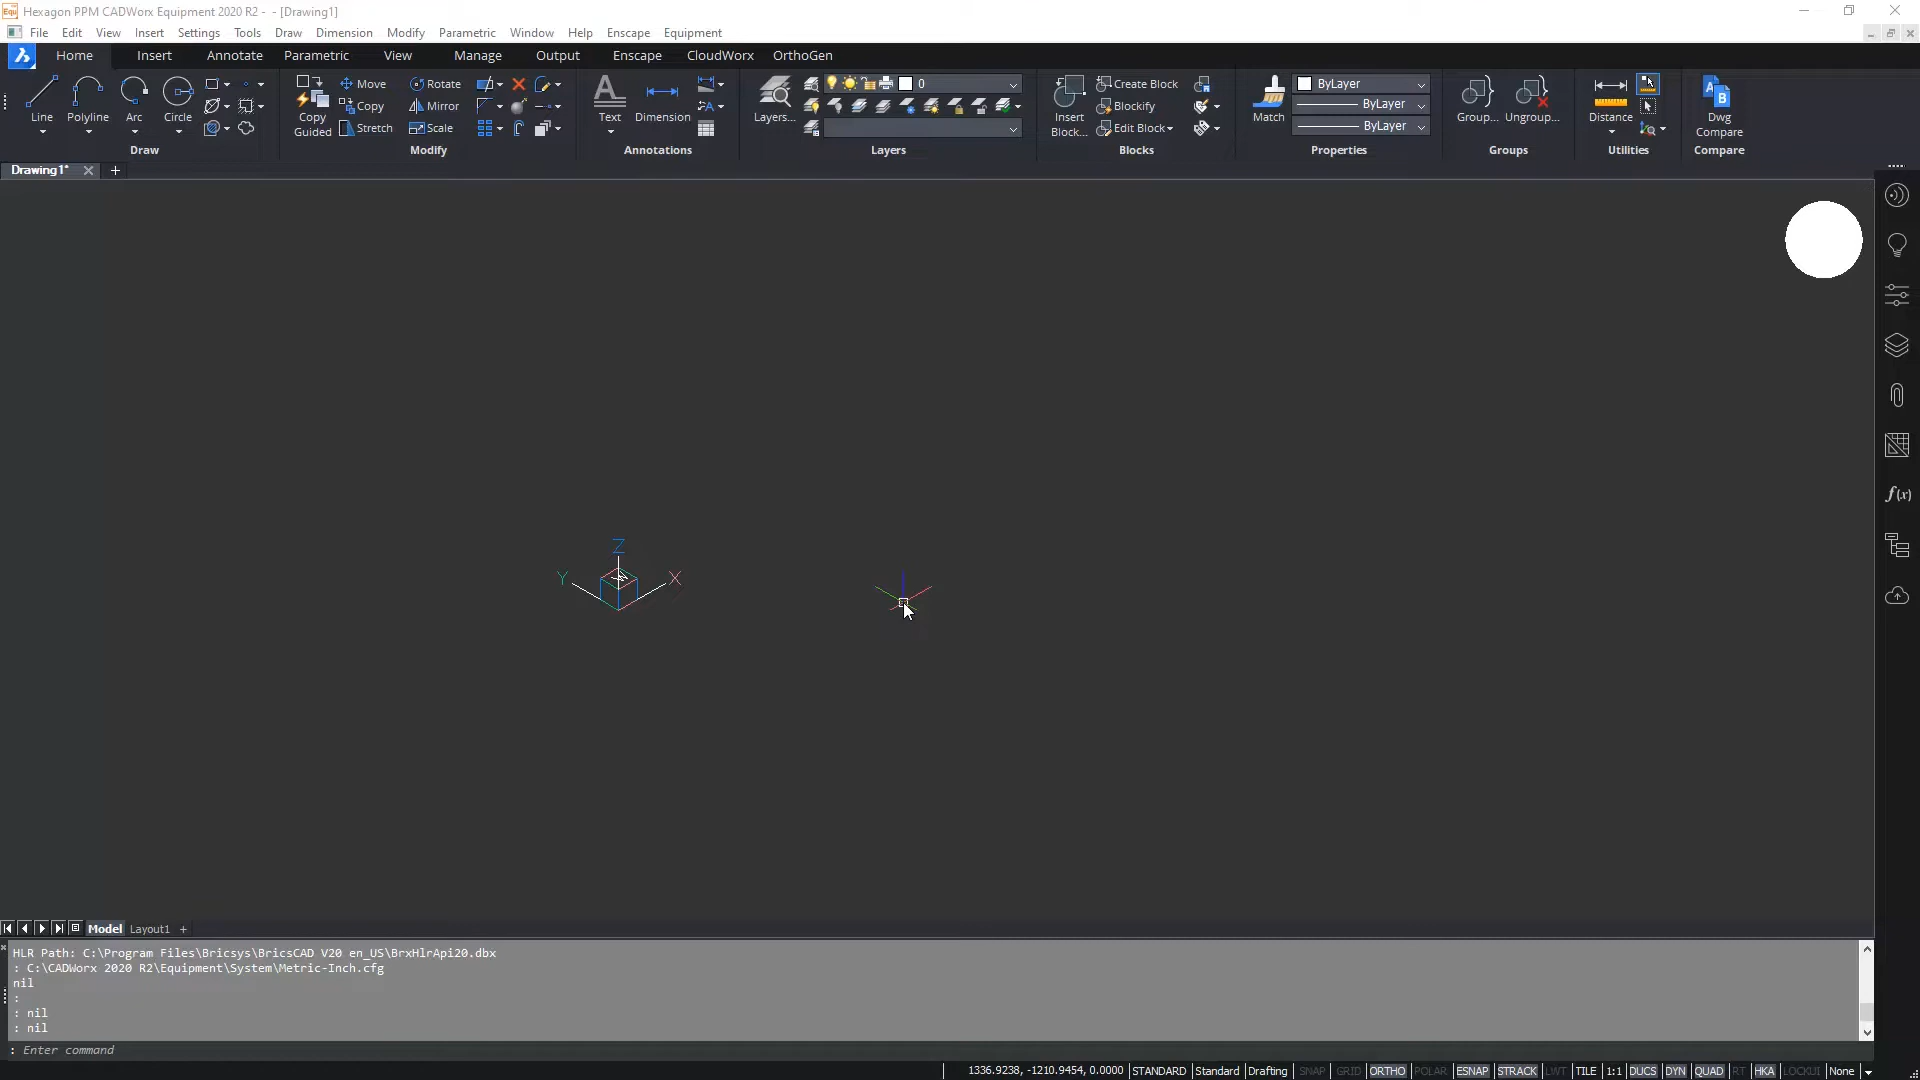 Equ Hexagon PPM CADWorx Equipment 2020 R2 - - [Drawing1]
File Edit View Insert Settings Tools Draw Dimension Modify Parametric Window Help Enscape Equipment
Home Insert Annotate Parametric View Manage Output Enscape CloudWorx OrthoGen
Line Polyline Arc Circle
Draw
Copy Guided
Move Rotate
Copy Mirror
Stretch Scale
Modify
Text Dimension
Annotations
Layers...
0
Layers
Insert Block...
Create Block
Blockify
Edit Block
Blocks
Match
ByLayer
ByLayer
ByLayer
Properties
Group... Ungroup...
Groups
Distance
Utilities
Dwg Compare
Compare
Drawing1*
Z
Y X
f(x)
Model Layout1 +
HLR Path: C:\Program Files\Bricsys\BricsCAD V20 en_US\BrxHlrApi20.dbx
: C:\CADWorx 2020 R2\Equipment\System\Metric-Inch.cfg
nil
:
: nil
: nil
: Enter command
1336.9238, -1210.9454, 0.0000 STANDARD Standard Drafting SNAP GRID ORTHO POLAR ESNAP STRACK LWT TILE 1:1 DUCS DYN QUAD RT HKA LOCKUI None